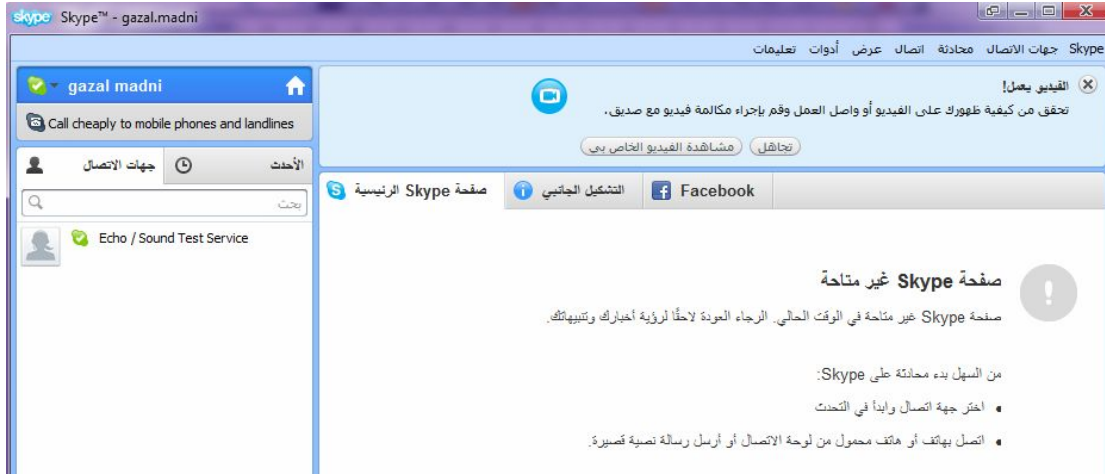 skype Skype™ - gazal.madni
Skype جهات الاتصال محادثة اتصال عرض أدوات تعليمات
gazal madni
Call cheaply to mobile phones and landlines
جهات الاتصال
الأحدث
بحث
Echo / Sound Test Service
الفيديو يعمل!
تحقق من كيفية ظهورك على الفيديو أو واصل العمل وقم بإجراء مكالمة فيديو مع صديق.
مشاهدة الفيديو الخاص بي
تجاهل
صفحة Skype الرئيسية
التشكيل الجانبي
Facebook
صفحة Skype غير متاحة
صفحة Skype غير متاحة في الوقت الحالي. الرجاء العودة لاحقًا لرؤية أخبارك وتنبيهاتك.
من السهل بدء محادثة على Skype:
• اختر جهة اتصال وابدأ في التحدث
• اتصل بهاتف أو هاتف محمول من لوحة الاتصال أو أرسل رسالة نصية قصيرة.